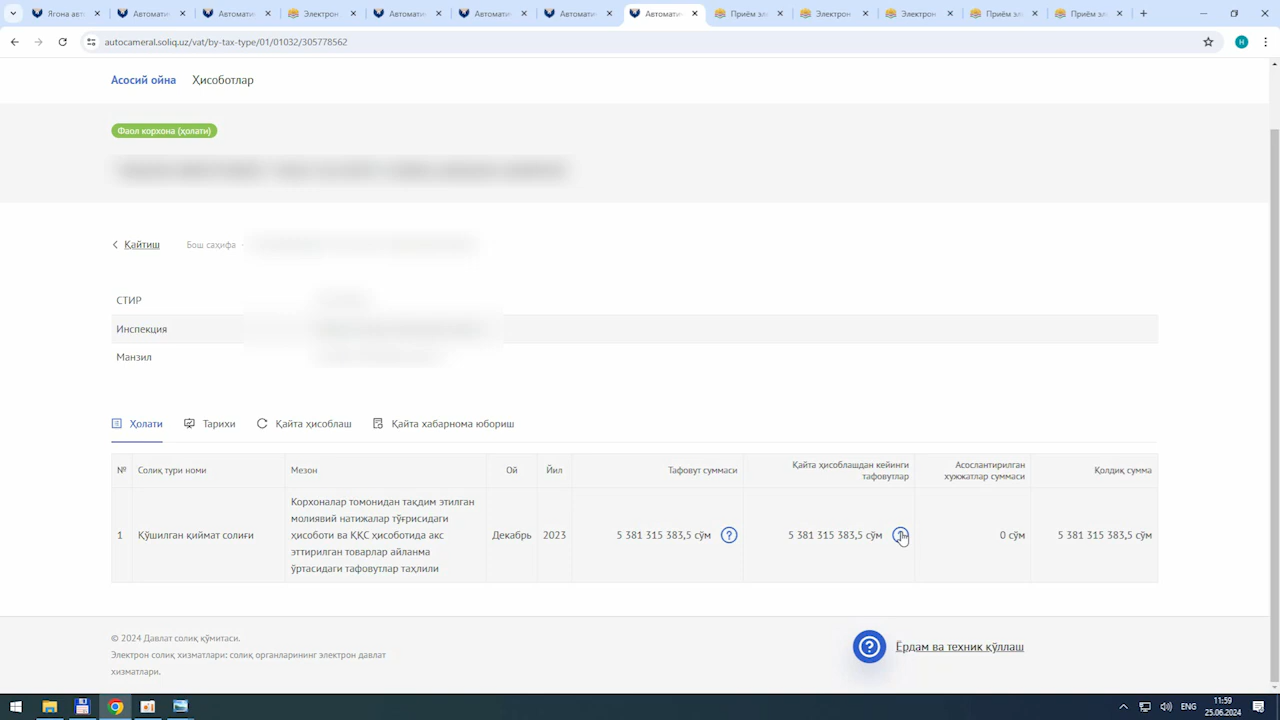 Ягона авто
Автомати
Автомати
Электрон
Автомати
Автомати
Автомати
Автомати
Приём эл
Электрон
Электрон
Приём эл
Приём эл
autocameral.soliq.uz/vat/by-tax-type/01/01032/305778562
H
Асосий ойна Ҳисоботлар
Фаол корхона (ҳолати)
Қайтиш Бош саҳифа
СТИР
Инспекция
Манзил
Ҳолати Тарихи Қайта ҳисоблаш Қайта хабарнома юбориш
№ Солиқ тури номи Мезон Ой Йил Тафовут суммаси Қайта ҳисоблашдан кейинги Асослантирилган Қолдиқ сумма
тафовутлар хужжатлар суммаси
Корхоналар томонидан тақдим этилган
молиявий натижалар тўғрисидаги
1 Қўшилган қиймат солиғи ҳисоботи ва ҚҚС ҳисоботида акс Декабрь 2023 5 381 315 383,5 сўм ? 5 381 315 383,5 сўм 0 сўм 5 381 315 383,5 сўм
эттирилган товарлар айланма
ўртасидаги тафовутлар таҳлили
© 2024 Давлат солиқ қўмитаси.
Электрон солиқ хизматлари: солиқ органларининг электрон давлат
хизматлари.
? Ёрдам ва техник қўллаш
ENG
11:59
25.06.2024